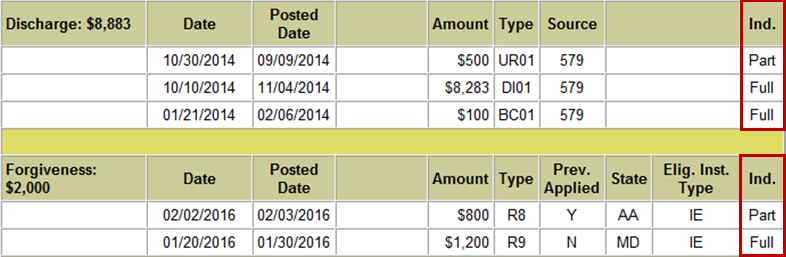 Discharge: $8,883 Date Posted Date Amount Type Source Ind.
10/30/2014 09/09/2014 $500 UR01 579 Part
10/10/2014 11/04/2014 $8,283 DI01 579 Full
01/21/2014 02/06/2014 $100 BC01 579 Full
Forgiveness: $2,000 Date Posted Date Amount Type Prev. Applied State Elig. Inst. Type Ind.
02/02/2016 02/03/2016 $800 R8 Y AA IE Part
01/20/2016 01/30/2016 $1,200 R9 N MD IE Full